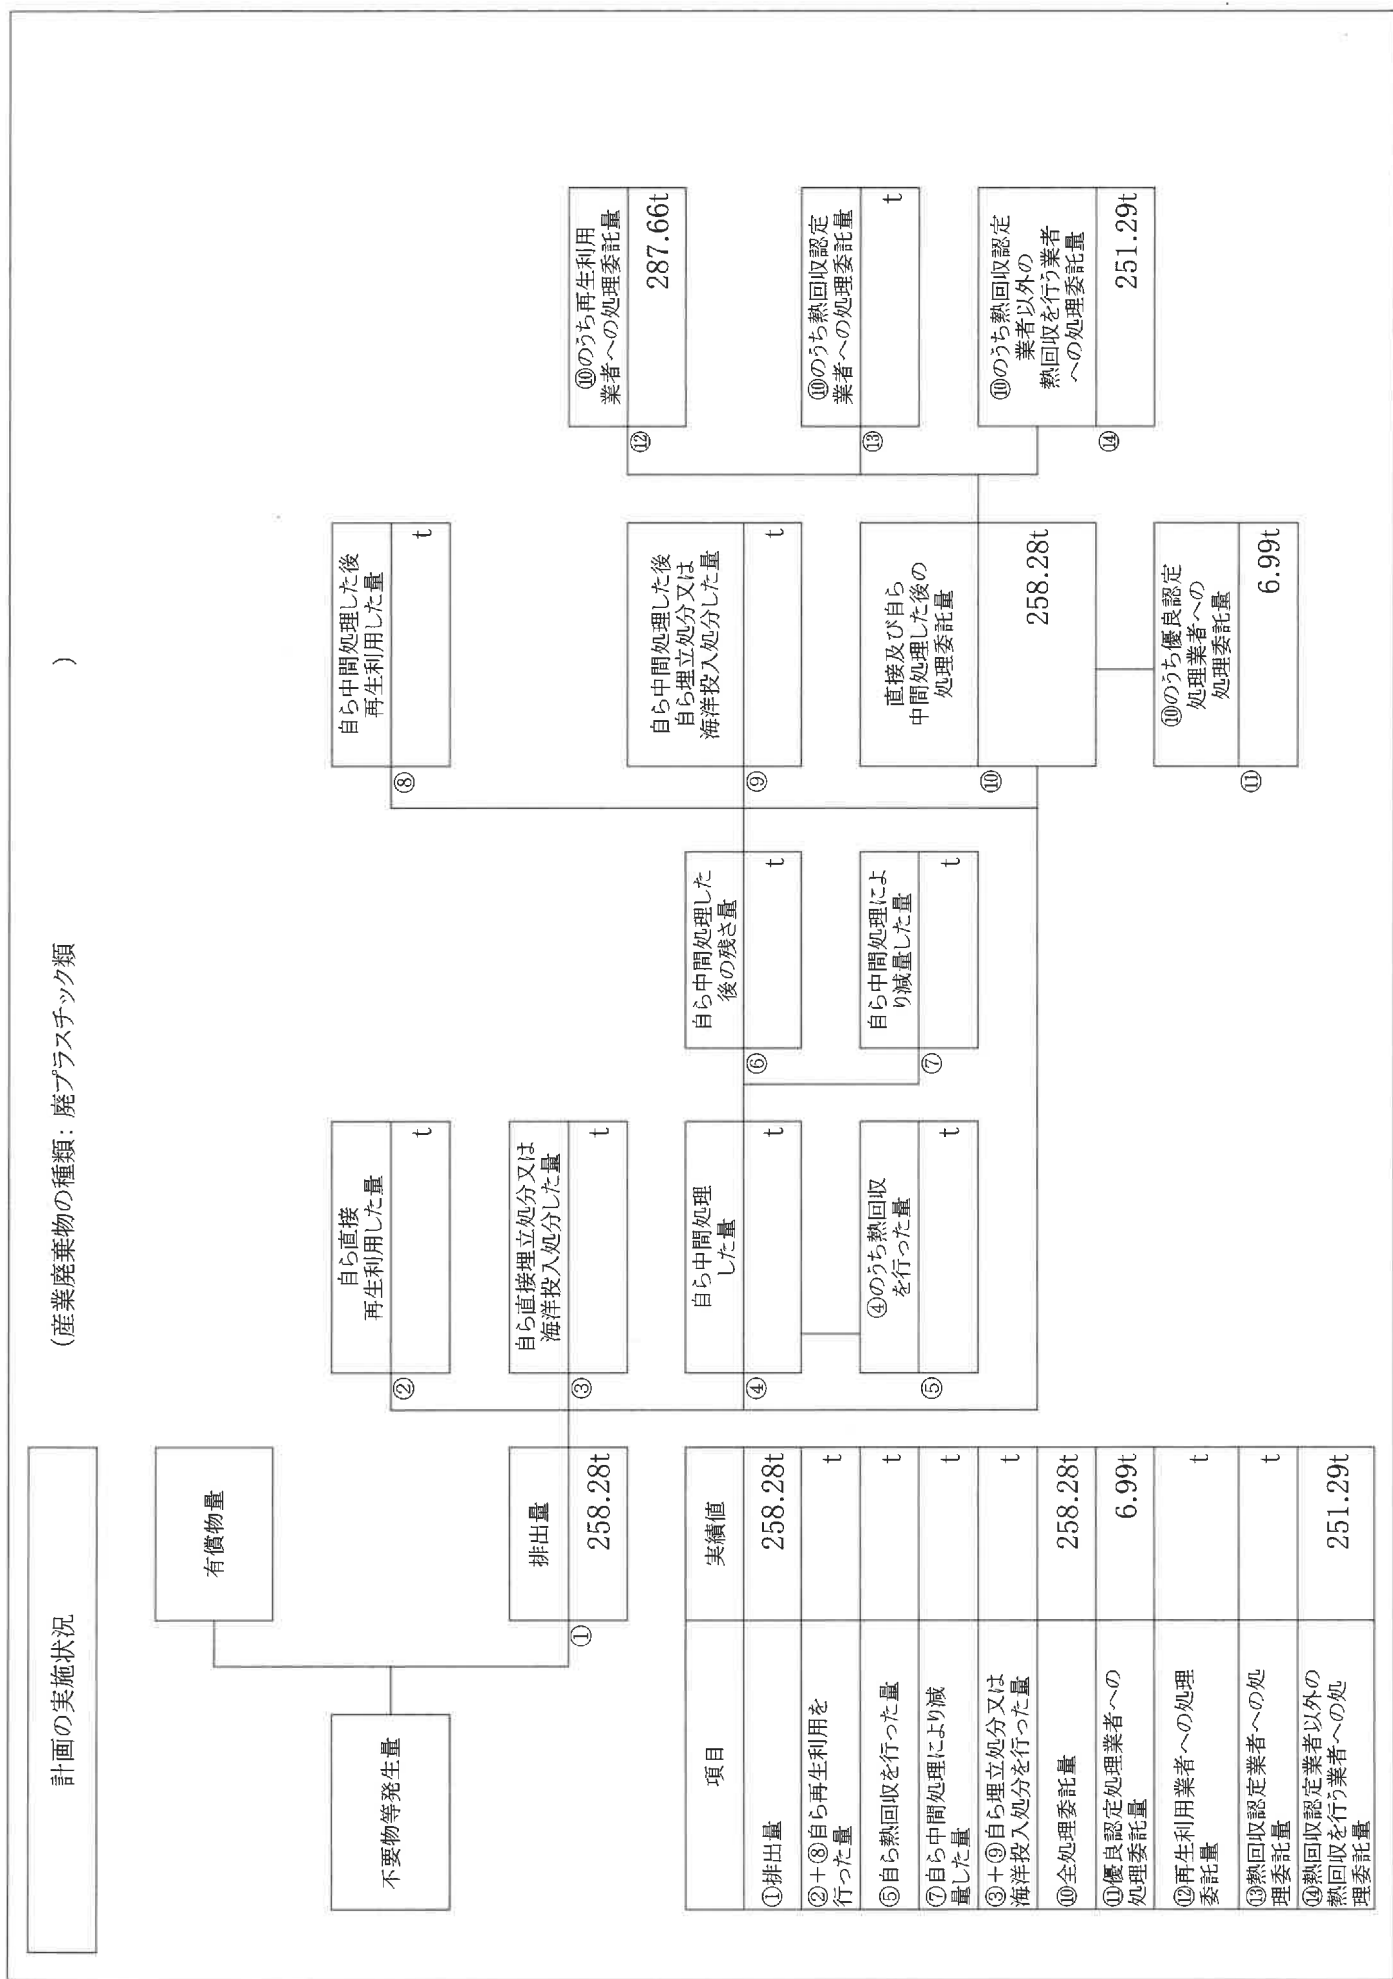 計画の実施状況
（産業廃棄物の種類：廃プラスチック類
）
不要物等発生量
有償物量
①
排出量
258.28t
②
自ら直接
再生利用した量
t
③
自ら直接埋立処分又は
海洋投入処分した量
t
④
自ら中間処理
した量
t
⑤
④のうち熱回収
を行った量
t
⑥
自ら中間処理した
後の残さ量
t
⑦
自ら中間処理によ
り減量した量
t
⑧
自ら中間処理した後
再生利用した量
t
⑨
自ら中間処理した後
自ら埋立処分又は
海洋投入処分した量
t
⑩
直接及び自ら
中間処理した後の
処理委託量
258.28t
⑪
⑩のうち優良認定
処理業者への
処理委託量
6.99t
⑫
⑩のうち再生利用
業者への処理委託量
287.66t
⑬
⑩のうち熱回収認定
業者への処理委託量
t
⑭
⑩のうち熱回収認定
業者以外の
熱回収を行う業者
への処理委託量
251.29t
項目 実績値
①排出量 258.28t
②＋⑧自ら再生利用を
行った量 t
⑤自ら熱回収を行った量 t
⑦自ら中間処理により減
量した量 t
③＋⑨自ら埋立処分又は
海洋投入処分を行った量 t
⑩全処理委託量 258.28t
⑪優良認定処理業者への
処理委託量 6.99t
⑫再生利用業者への処理
委託量 t
⑬熱回収認定業者への処
理委託量 t
⑭熱回収認定業者以外の
熱回収を行う業者への処
理委託量 251.29t